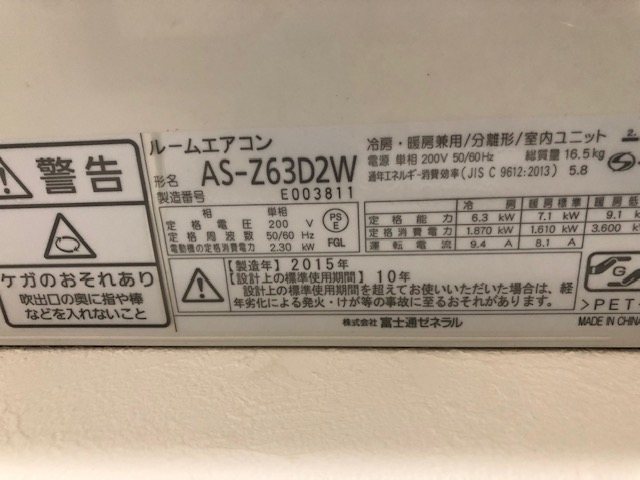 警告
ケガのおそれあり
吹出口の奥に指や棒
などを入れないこと
ルームエアコン
形名 AS-Z63D2W
製造番号 E003811
冷房・暖房兼用/分離形/室内ユニット
電源 単相 200V 50/60Hz 総質量 16.5kg
通年エネルギー消費効率(JIS C 9612:2013) 5.8
相 単相
定格電圧 200 V
定格周波数 50/60 Hz
電動機の定格消費電力 2.30 kW
PS
E
FGL
冷房 暖房標準
定格能力 6.3 kW 7.1 kW 9.1
定格消費電力 1.870 kW 1.610 kW 3.600
運転電流 9.4 A 8.1 A
【製造年】2015年
【設計上の標準使用期間】10年
設計上の標準使用期間を超えてお使いいただいた場合は、経
年劣化による発火・けが等の事故に至るおそれがあります。
株式会社 富士通ゼネラル
>PET
MADE IN CHINA